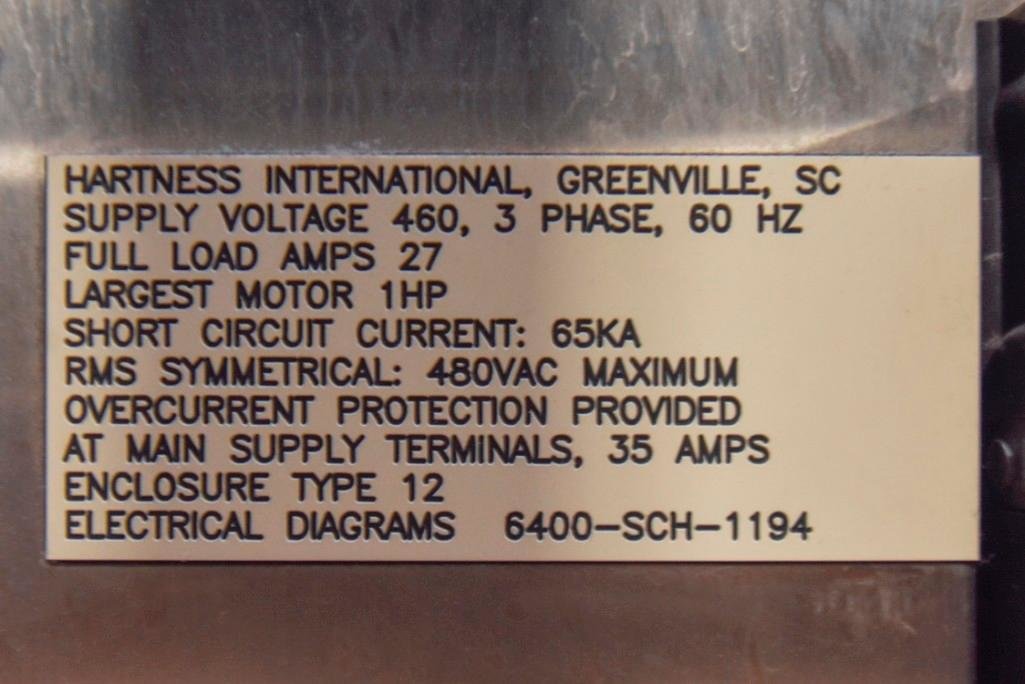 HARTNESS INTERNATIONAL, GREENVILLE, SC
SUPPLY VOLTAGE 460, 3 PHASE, 60 HZ
FULL LOAD AMPS 27
LARGEST MOTOR 1HP
SHORT CIRCUIT CURRENT: 65KA
RMS SYMMETRICAL: 480VAC MAXIMUM
OVERCURRENT PROTECTION PROVIDED
AT MAIN SUPPLY TERMINALS, 35 AMPS
ENCLOSURE TYPE 12
ELECTRICAL DIAGRAMS 6400-SCH-1194